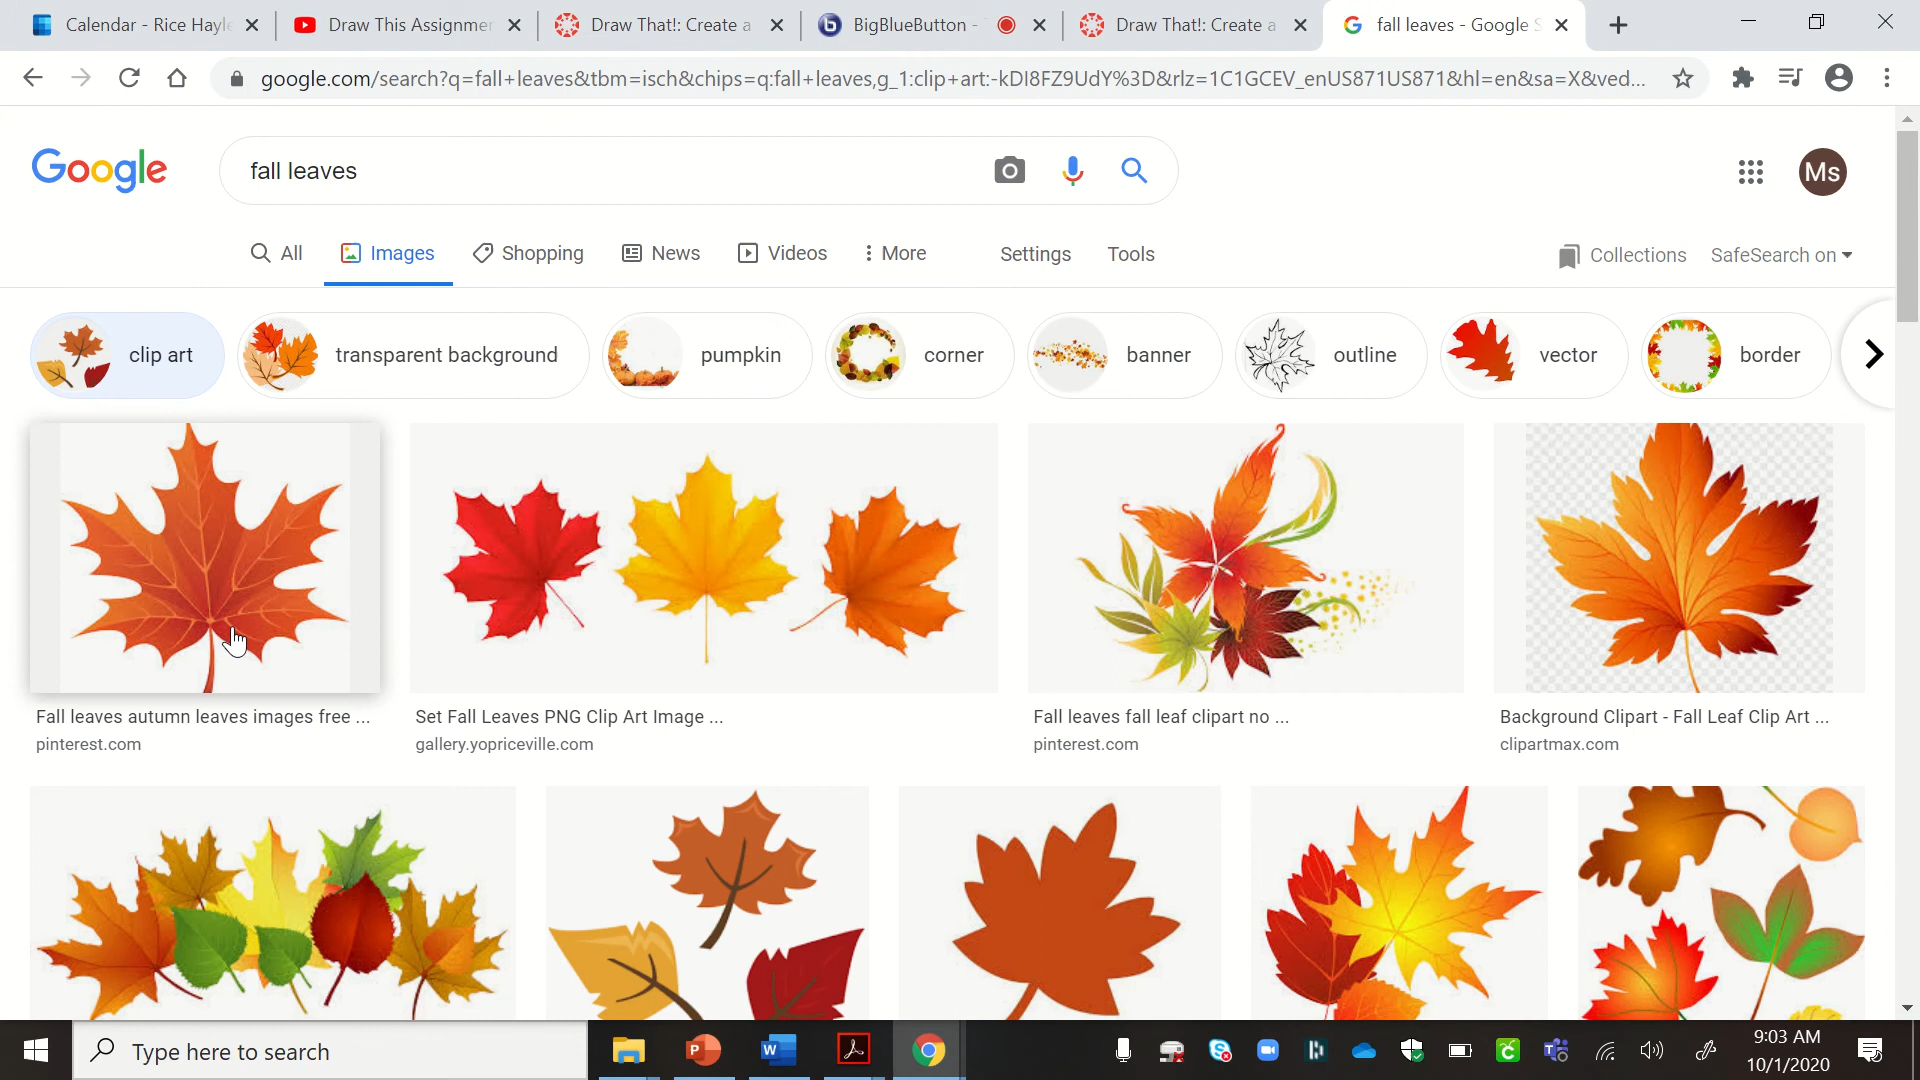 Calendar - Rice Hayle
Draw This Assignmen
Draw That!: Create a
BigBlueButton -
Draw That!: Create a
fall leaves - Google S
google.com/search?q=fall+leaves&tbm=isch&chips=q:fall+leaves,g_1:clip+art:-kDI8FZ9UdY%3D&rlz=1C1GCEV_enUS871US871&hl=en&sa=X&ved...
Google
fall leaves
Ms
All
Images
Shopping
News
Videos
More
Settings
Tools
Collections
SafeSearch on
clip art
transparent background
pumpkin
corner
banner
outline
vector
border
Fall leaves autumn leaves images free ...
pinterest.com
Set Fall Leaves PNG Clip Art Image ...
gallery.yopriceville.com
Fall leaves fall leaf clipart no ...
pinterest.com
Background Clipart - Fall Leaf Clip Art ...
clipartmax.com
Type here to search
9:03 AM
10/1/2020